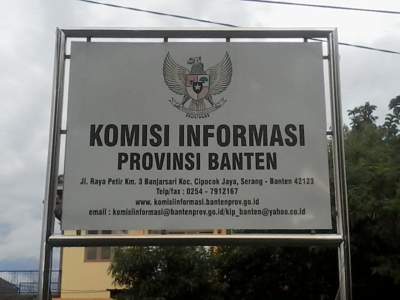 KOMISI INFORMASI
PROVINSI BANTEN
Jl. Raya Petir Km. 3 Banjarsari Kec. Cipocok Jaya, Serang - Banten 42123
Telp/fax : 0254 - 7912167
www. komisiinformasi.bantenprov.go.id
email : komisiinformasi@bantenprov.go.id/kip_banten@yahoo.co.id